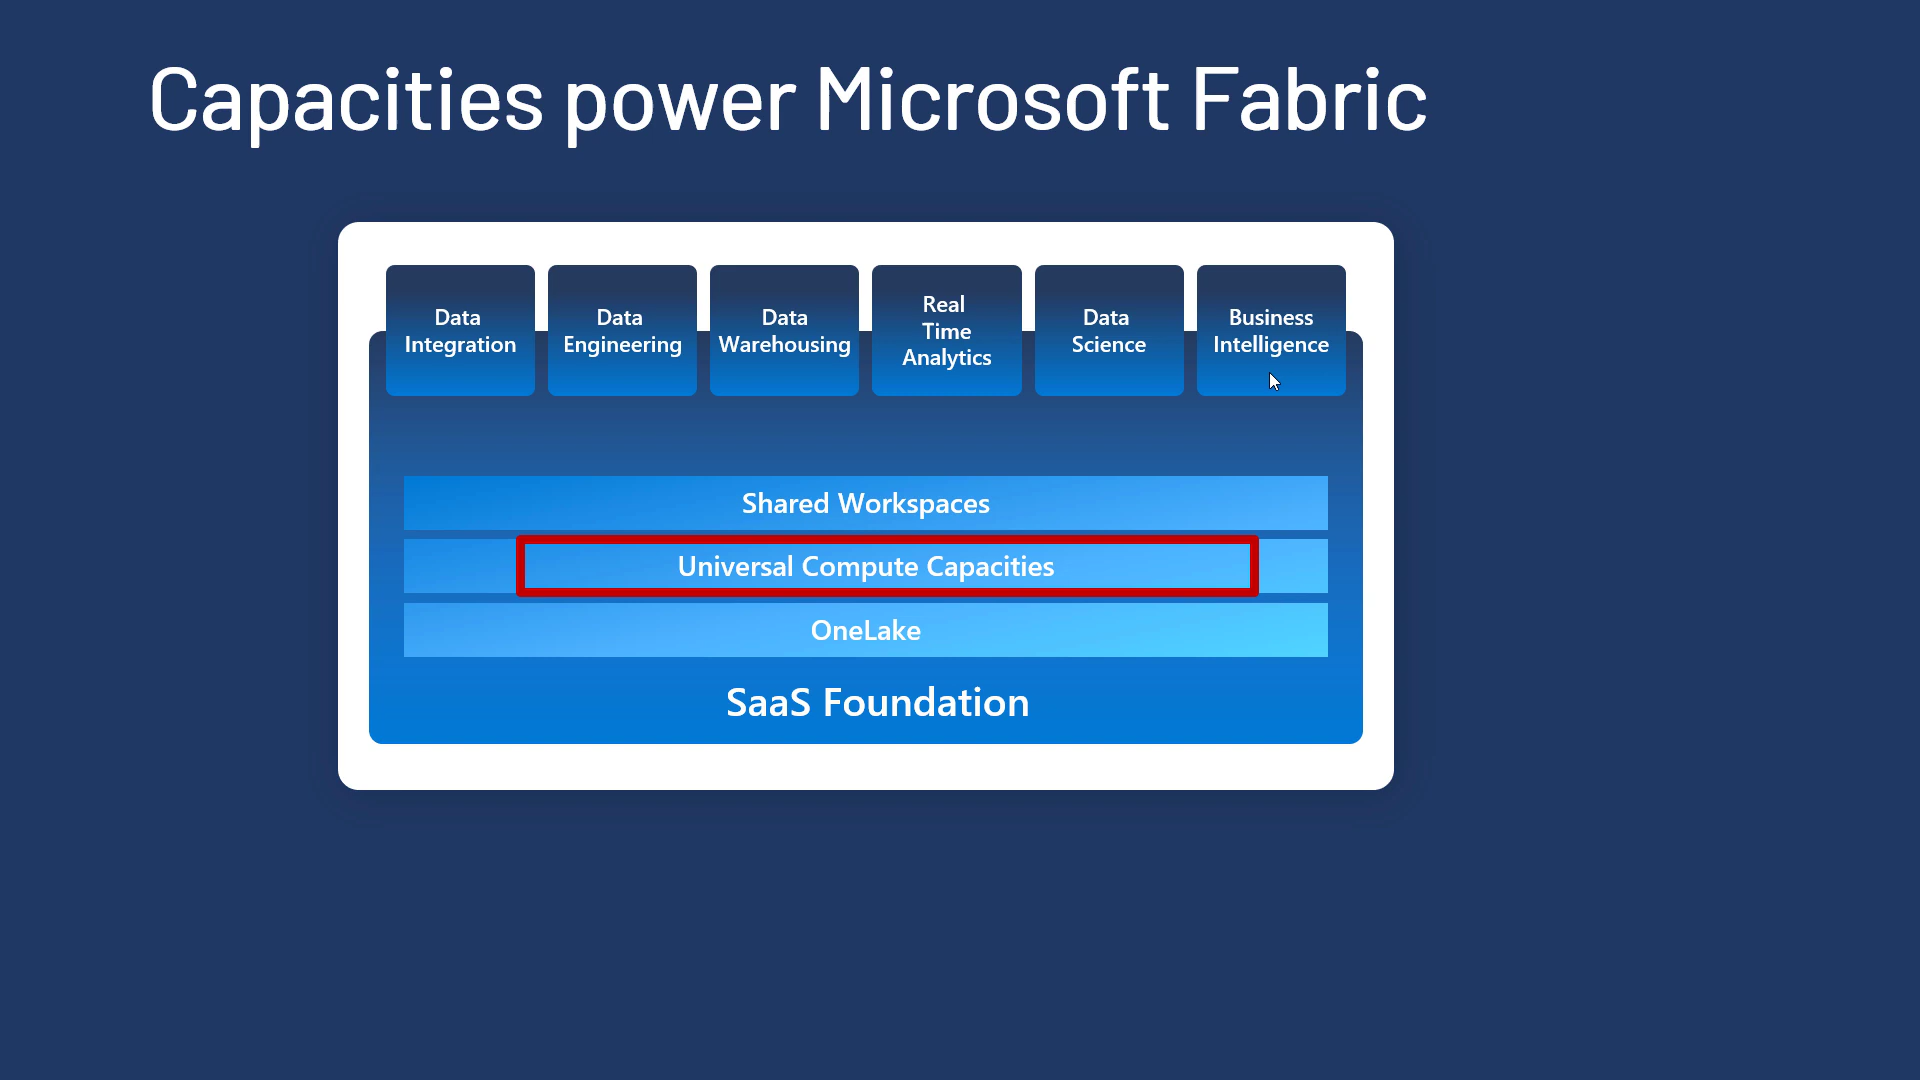 Capacities power Microsoft Fabric
Data
Integration
Data
Engineering
Data
Warehousing
Real
Time
Analytics
Data
Science
Business
Intelligence
Shared Workspaces
Universal Compute Capacities
OneLake
SaaS Foundation